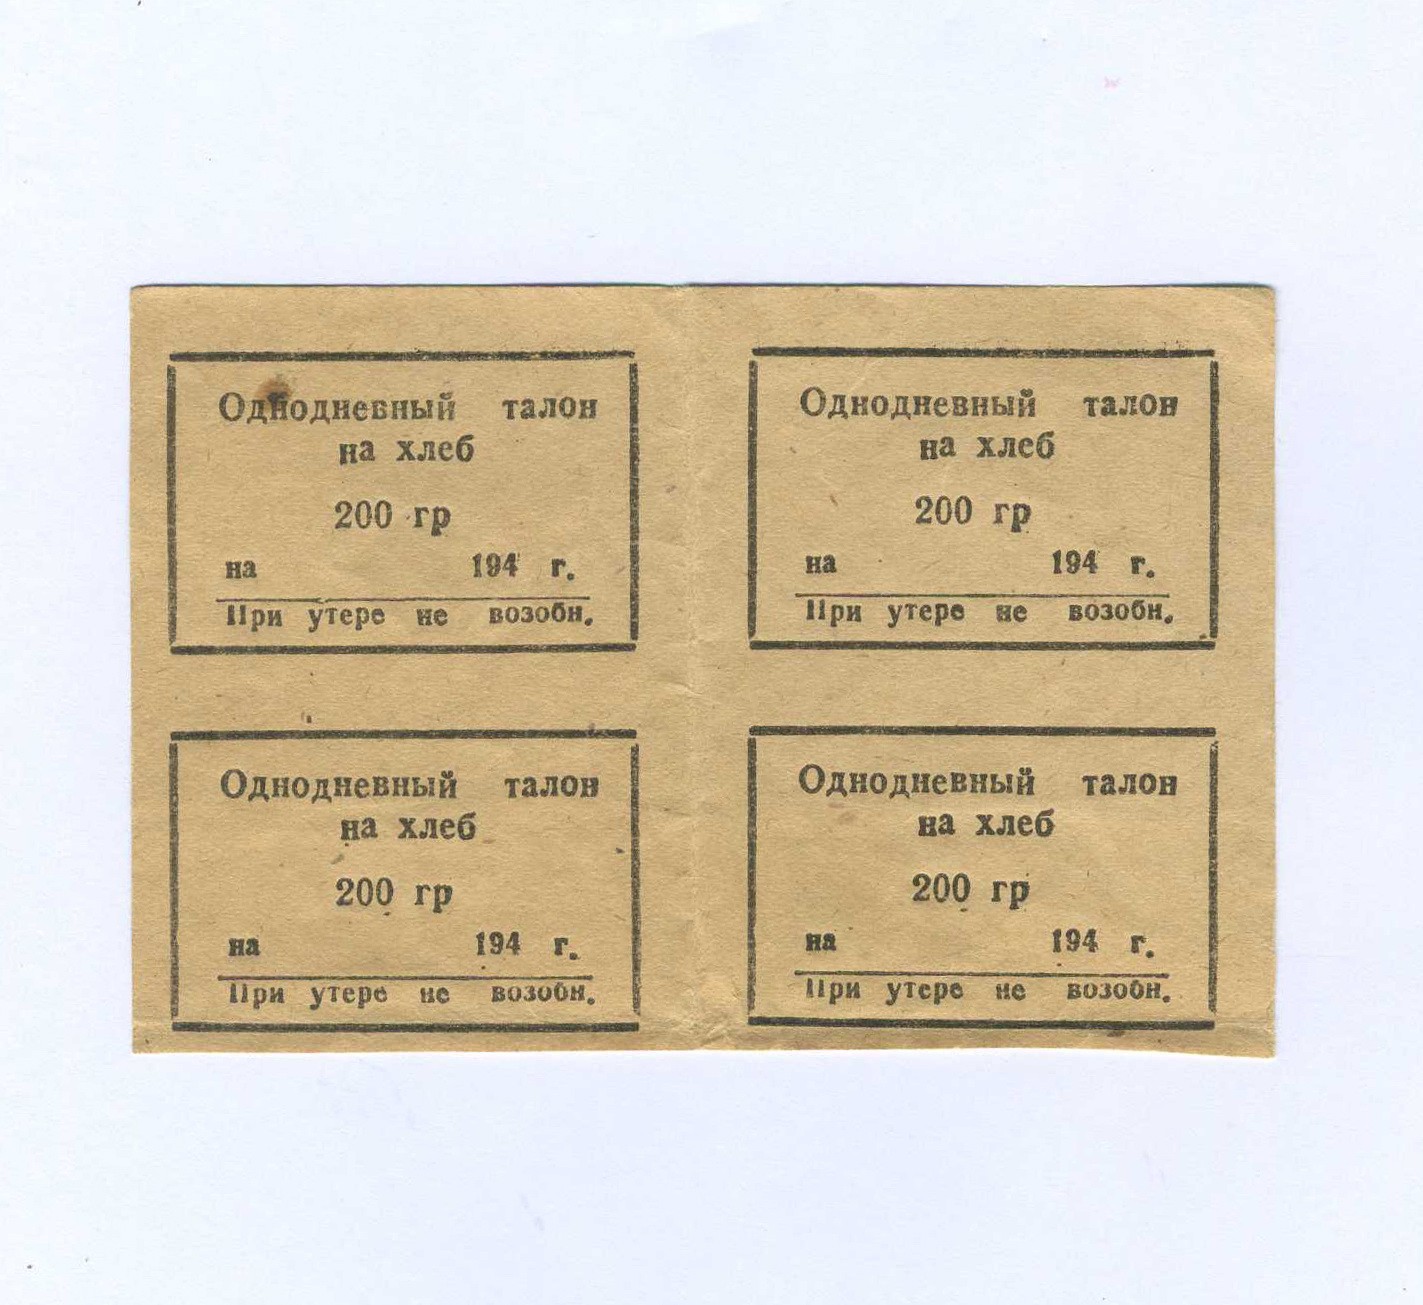 Однодневный талон
на хлеб
200 гр
на 194 г.
При утере не возобн.
Однодневный талон
на хлеб
200 гр
на 194 г.
При утере не возобн.
Однодневный талон
на хлеб
200 гр
на 194 г.
При утере не возобн.
Однодневный талон
на хлеб
200 гр
на 194 г.
При утере не возобн.